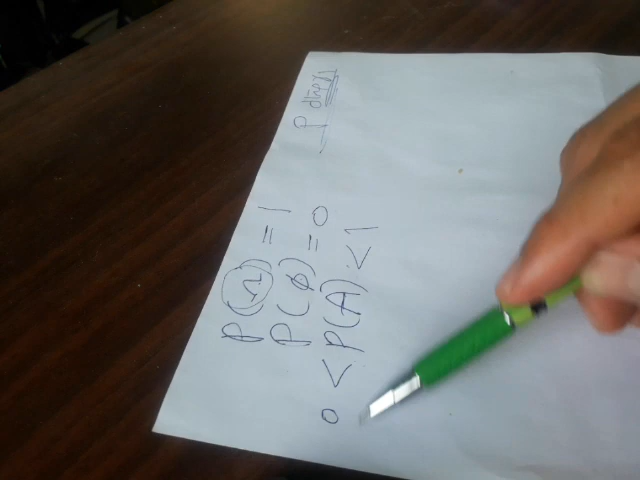 P(Ω) = 1
P(φ) = 0
0 < P(A) < 1